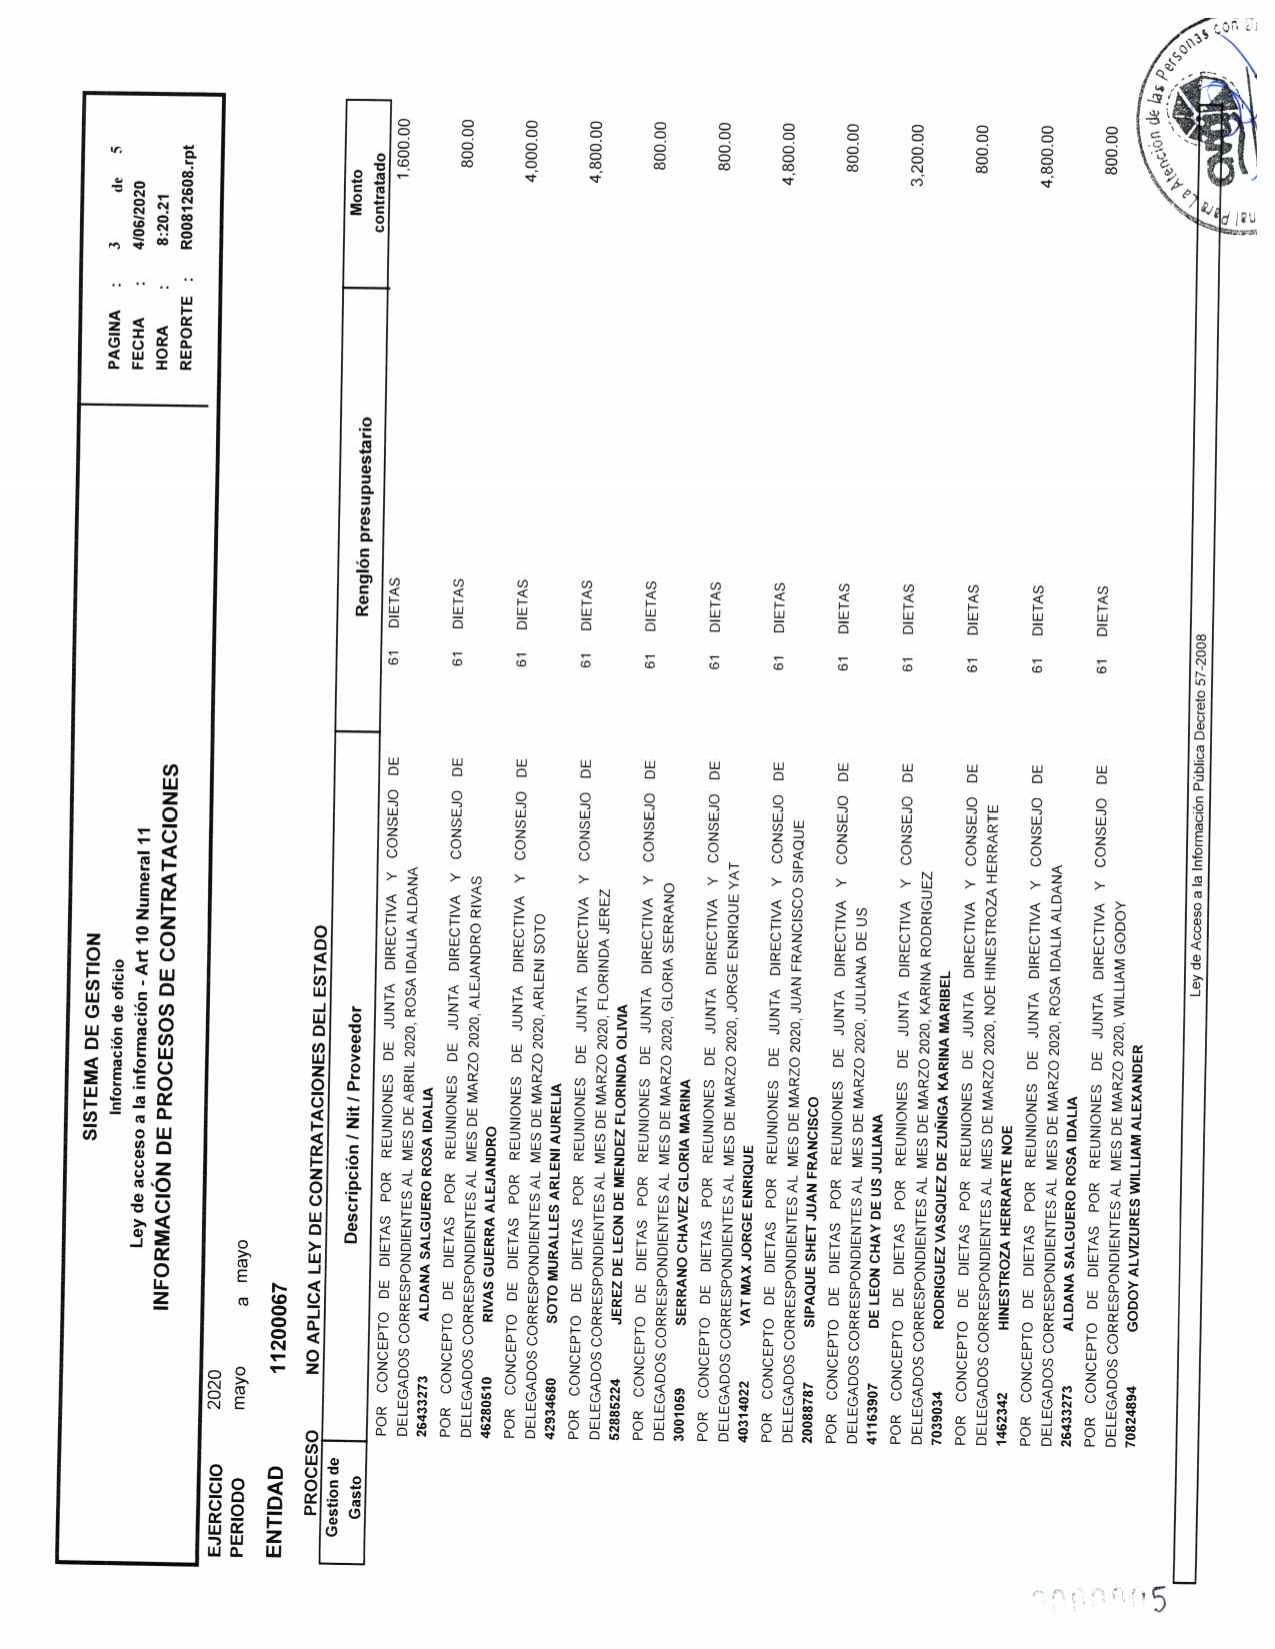 SISTEMA DE GESTION
Información de oficio
Ley de acceso a la información - Art 10 Numeral 11
INFORMACIÓN DE PROCESOS DE CONTRATACIONES
PAGINA : 3 de 5
FECHA : 4/06/2020
HORA : 8:20.21
REPORTE : R00812608.rpt
EJERCICIO 2020
PERIODO mayo a mayo
ENTIDAD 11200067
PROCESO NO APLICA LEY DE CONTRATACIONES DEL ESTADO
Gestion de Gasto Descripción / Nit / Proveedor Renglón presupuestario Monto contratado
POR CONCEPTO DE DIETAS POR REUNIONES DE JUNTA DIRECTIVA Y CONSEJO DE 61 DIETAS 1,600.00
DELEGADOS CORRESPONDIENTES AL MES DE ABRIL 2020, ROSA IDALIA ALDANA
26433273 ALDANA SALGUERO ROSA IDALIA
POR CONCEPTO DE DIETAS POR REUNIONES DE JUNTA DIRECTIVA Y CONSEJO DE 61 DIETAS 800.00
DELEGADOS CORRESPONDIENTES AL MES DE MARZO 2020, ALEJANDRO RIVAS
46280510 RIVAS GUERRA ALEJANDRO
POR CONCEPTO DE DIETAS POR REUNIONES DE JUNTA DIRECTIVA Y CONSEJO DE 61 DIETAS 4,000.00
DELEGADOS CORRESPONDIENTES AL MES DE MARZO 2020, ARLENI SOTO
42934680 SOTO MURALLES ARLENI AURELIA
POR CONCEPTO DE DIETAS POR REUNIONES DE JUNTA DIRECTIVA Y CONSEJO DE 61 DIETAS 4,800.00
DELEGADOS CORRESPONDIENTES AL MES DE MARZO 2020, FLORINDA JEREZ
52885224 JEREZ DE LEON DE MENDEZ FLORINDA OLIVIA
POR CONCEPTO DE DIETAS POR REUNIONES DE JUNTA DIRECTIVA Y CONSEJO DE 61 DIETAS 800.00
DELEGADOS CORRESPONDIENTES AL MES DE MARZO 2020, GLORIA SERRANO
3001059 SERRANO CHAVEZ GLORIA MARINA
POR CONCEPTO DE DIETAS POR REUNIONES DE JUNTA DIRECTIVA Y CONSEJO DE 61 DIETAS 800.00
DELEGADOS CORRESPONDIENTES AL MES DE MARZO 2020, JORGE ENRIQUE YAT
40314022 YAT MAX JORGE ENRIQUE
POR CONCEPTO DE DIETAS POR REUNIONES DE JUNTA DIRECTIVA Y CONSEJO DE 61 DIETAS 4,800.00
DELEGADOS CORRESPONDIENTES AL MES DE MARZO 2020, JUAN FRANCISCO SIPAQUE
20088787 SIPAQUE SHET JUAN FRANCISCO
POR CONCEPTO DE DIETAS POR REUNIONES DE JUNTA DIRECTIVA Y CONSEJO DE 61 DIETAS 800.00
DELEGADOS CORRESPONDIENTES AL MES DE MARZO 2020, JULIANA DE US
41163907 DE LEON CHAY DE US JULIANA
POR CONCEPTO DE DIETAS POR REUNIONES DE JUNTA DIRECTIVA Y CONSEJO DE 61 DIETAS 3,200.00
DELEGADOS CORRESPONDIENTES AL MES DE MARZO 2020, KARINA RODRIGUEZ
7039034 RODRIGUEZ VASQUEZ DE ZUÑIGA KARINA MARIBEL
POR CONCEPTO DE DIETAS POR REUNIONES DE JUNTA DIRECTIVA Y CONSEJO DE 61 DIETAS 800.00
DELEGADOS CORRESPONDIENTES AL MES DE MARZO 2020, NOE HINESTROZA HERRARTE
1462342 HINESTROZA HERRARTE NOE
POR CONCEPTO DE DIETAS POR REUNIONES DE JUNTA DIRECTIVA Y CONSEJO DE 61 DIETAS 4,800.00
DELEGADOS CORRESPONDIENTES AL MES DE MARZO 2020, ROSA IDALIA ALDANA
26433273 ALDANA SALGUERO ROSA IDALIA
POR CONCEPTO DE DIETAS POR REUNIONES DE JUNTA DIRECTIVA Y CONSEJO DE 61 DIETAS 800.00
DELEGADOS CORRESPONDIENTES AL MES DE MARZO 2020, WILLIAM GODOY
70824894 GODOY ALVIZURES WILLIAM ALEXANDER
Ley de Acceso a la Información Pública Decreto 57-2008
nal Para La Atención de las Personas con